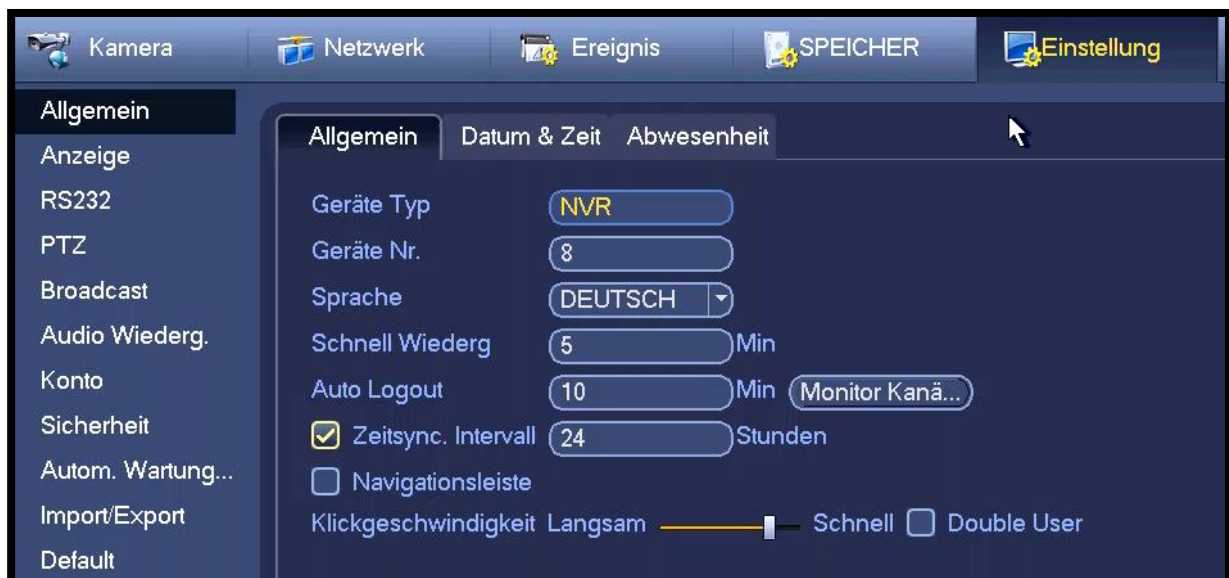 Kamera Netzwerk Ereignis SPEICHER Einstellung
Allgemein
Anzeige
RS232
PTZ
Broadcast
Audio Wiederg.
Konto
Sicherheit
Autom. Wartung...
Import/Export
Default
Allgemein Datum & Zeit Abwesenheit
Geräte Typ NVR
Geräte Nr. 8
Sprache DEUTSCH
Schnell Wiederg 5 Min
Auto Logout 10 Min Monitor Kanä...
Zeitsync. Intervall 24 Stunden
Navigationsleiste
Klickgeschwindigkeit Langsam Schnell Double User